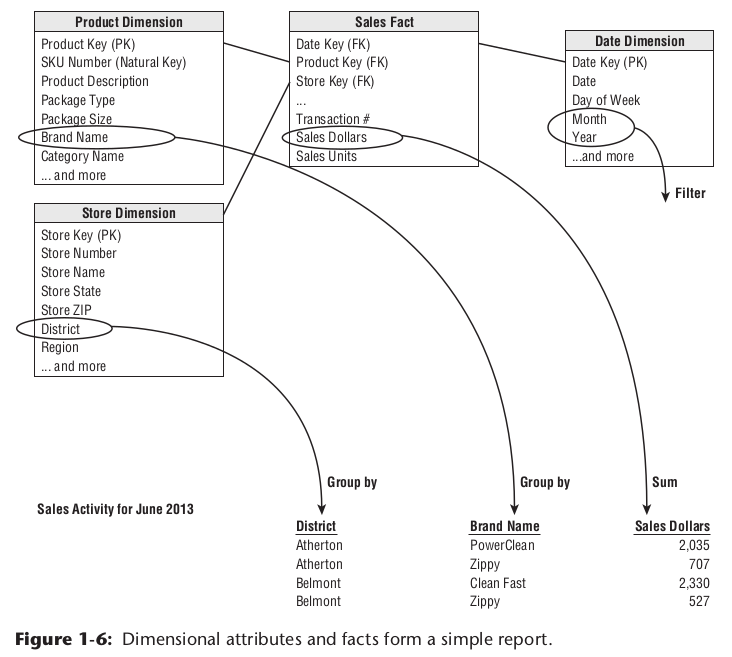 Product Dimension
Product Key (PK)
SKU Number (Natural Key)
Product Description
Package Type
Package Size
Brand Name
Category Name
... and more
Sales Fact
Date Key (FK)
Product Key (FK)
Store Key (FK)
...
Transaction #
Sales Dollars
Sales Units
Date Dimension
Date Key (PK)
Date
Day of Week
Month
Year
...and more
Filter
Store Dimension
Store Key (PK)
Store Number
Store Name
Store State
Store ZIP
District
Region
... and more
Group by
Group by
Sum
Sales Activity for June 2013
District Brand Name Sales Dollars
Atherton PowerClean 2,035
Atherton Zippy 707
Belmont Clean Fast 2,330
Belmont Zippy 527
Figure 1-6: Dimensional attributes and facts form a simple report.